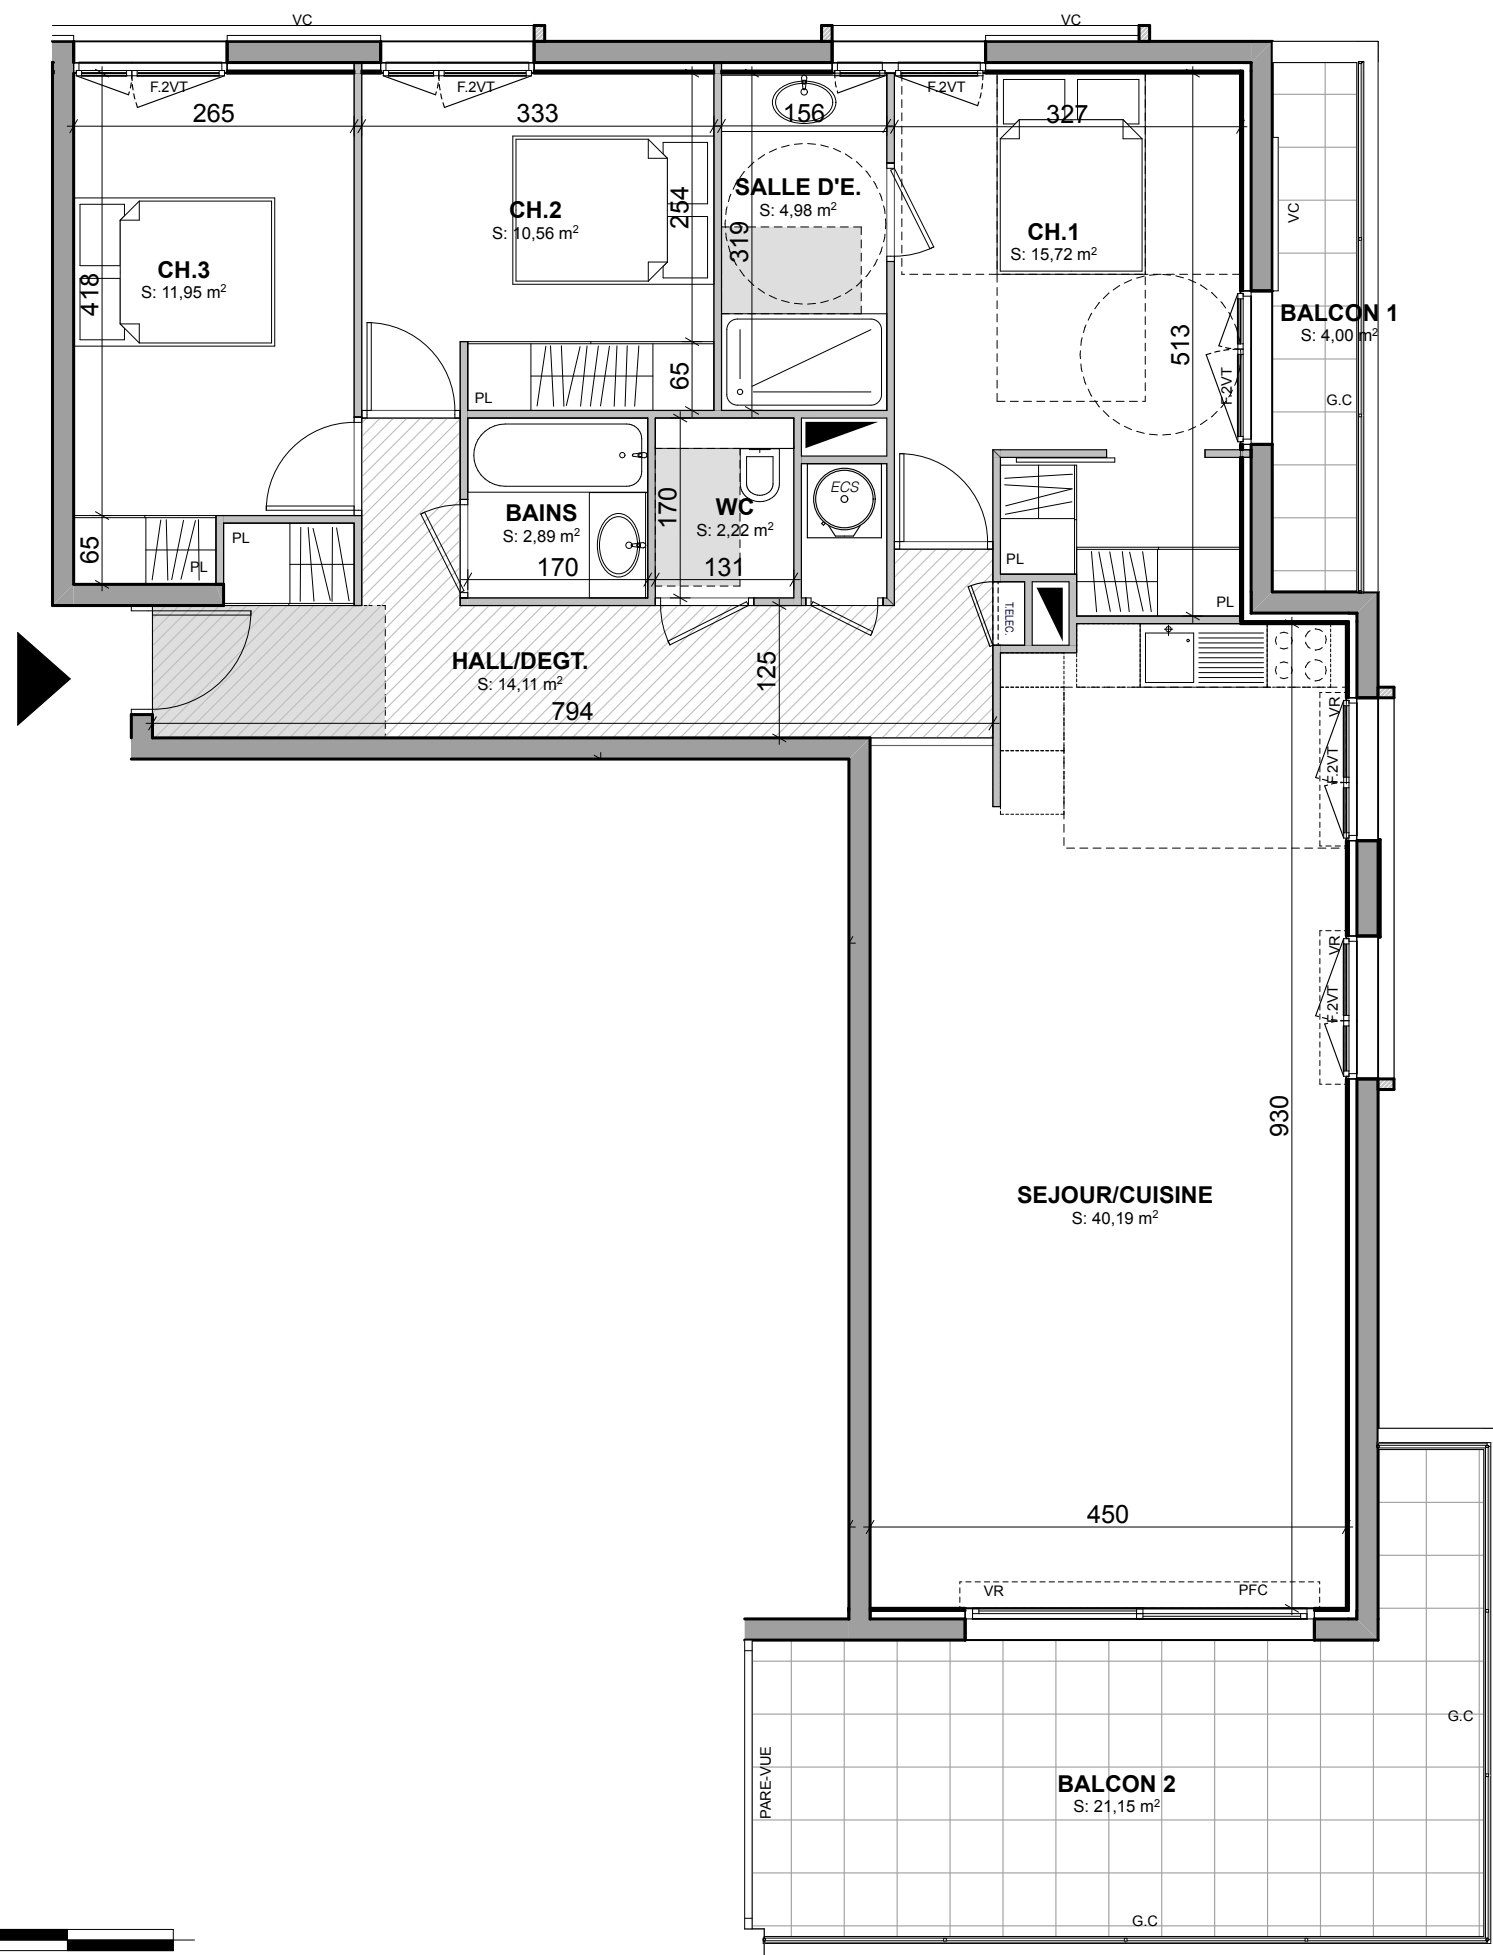 VC
VC
F.2VT
F.2VT
F.2VT
265
333
156
327
CH.3
S: 11,95 m²
418
CH.2
S: 10,56 m²
254
SALLE D'E.
S: 4,98 m²
319
CH.1
S: 15,72 m²
513
VC
BALCON 1
S: 4,00 m²
F.2VT
G.C
PL
65
ECS
BAINS
S: 2,89 m²
170
WC
S: 2,22 m²
170
131
PL
65
PL
PL
PL
T.ELEC.
HALL/DEGT.
S: 14,11 m²
125
794
VR
F.2VT
VR
F.2VT
930
SEJOUR/CUISINE
S: 40,19 m²
450
VR
PFC
G.C
PARE-VUE
BALCON 2
S: 21,15 m²
G.C